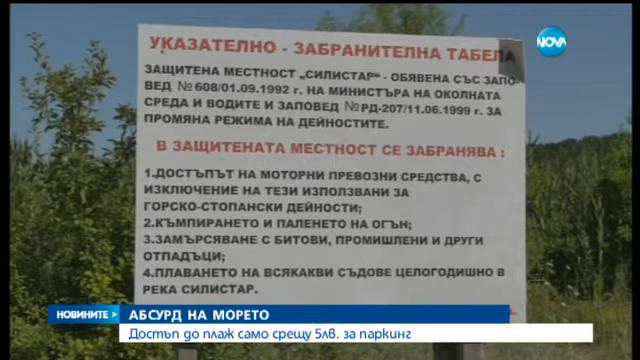 УКАЗАТЕЛНО - ЗАБРАНИТЕЛНА ТАБЕЛА
ЗАЩИТЕНА МЕСТНОСТ „СИЛИСТАР“ - ОБЯВЕНА СЪС ЗАПО-
ВЕД №608/01.09.1992 г. НА МИНИСТЪРА НА ОКОЛНАТА
СРЕДА И ВОДИТЕ И ЗАПОВЕД №РД-207/11.06.1999 г. ЗА
ПРОМЯНА РЕЖИМА НА ДЕЙНОСТИТЕ.
В ЗАЩИТЕНАТА МЕСТНОСТ СЕ ЗАБРАНЯВА :
1.ДОСТЪПЪТ НА МОТОРНИ ПРЕВОЗНИ СРЕДСТВА, С
ИЗКЛЮЧЕНИЕ НА ТЕЗИ ИЗПОЛЗВАНИ ЗА
ГОРСКО-СТОПАНСКИ ДЕЙНОСТИ;
2.КЪМПИРАНЕТО И ПАЛЕНЕТО НА ОГЪН;
3.ЗАМЪРСЯВАНЕ С БИТОВИ, ПРОМИШЛЕНИ И ДРУГИ
ОТПАДЪЦИ;
4.ПЛАВАНЕТО НА ВСЯКАКВИ СЪДОВЕ ЦЕЛОГОДИШНО В
РЕКА СИЛИСТАР.
NOVA
НОВИНИТЕ
АБСУРД НА МОРЕТО
Достъп до плаж само срещу 5лв. за паркинг